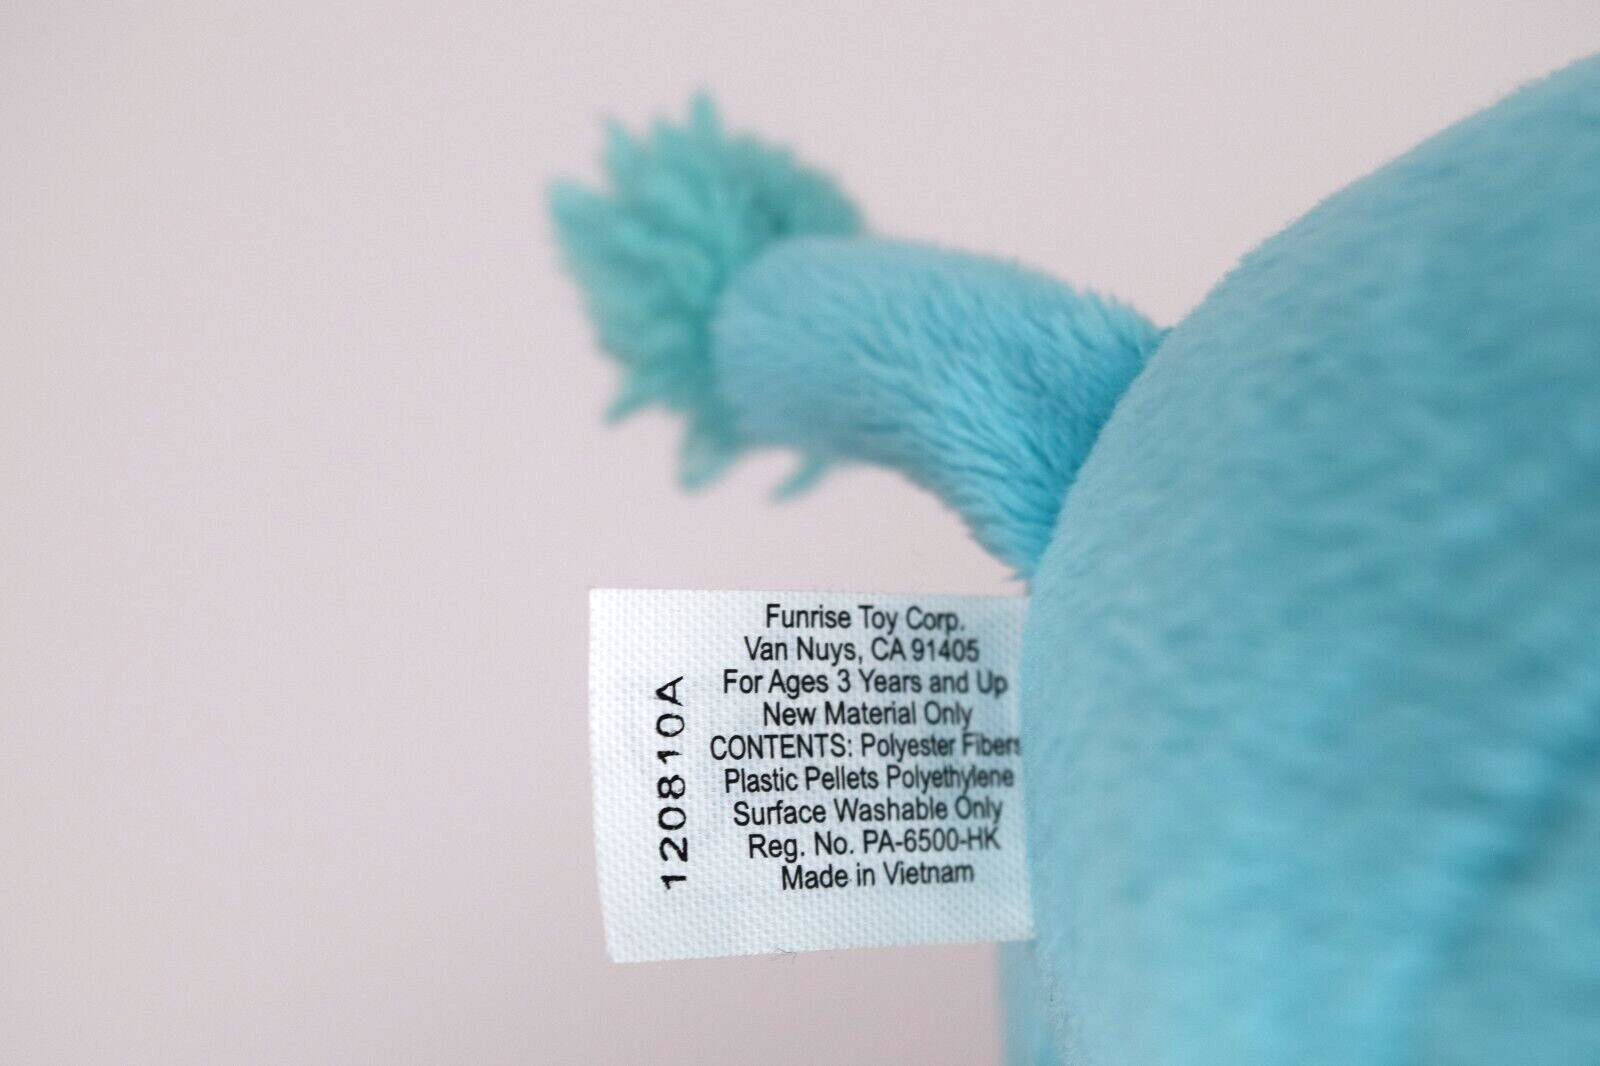 Funrise Toy Corp.
Van Nuys, CA 91405
For Ages 3 Years and Up
New Material Only
CONTENTS: Polyester Fibers
Plastic Pellets Polyethylene
Surface Washable Only
Reg. No. PA-6500-HK
Made in Vietnam
120810A